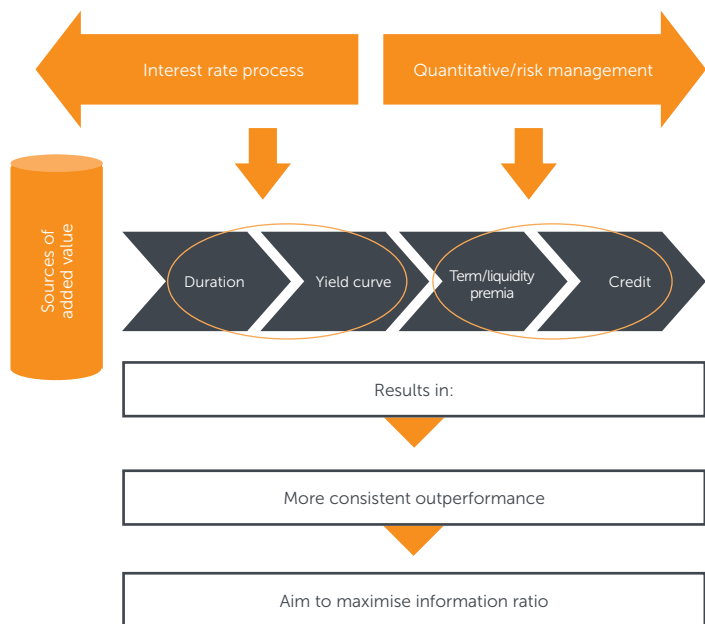 Interest rate process
Quantitative/risk management
Sources of
added value
Duration
Yield curve
Term/liquidity
premia
Credit
Results in:
More consistent outperformance
Aim to maximise information ratio